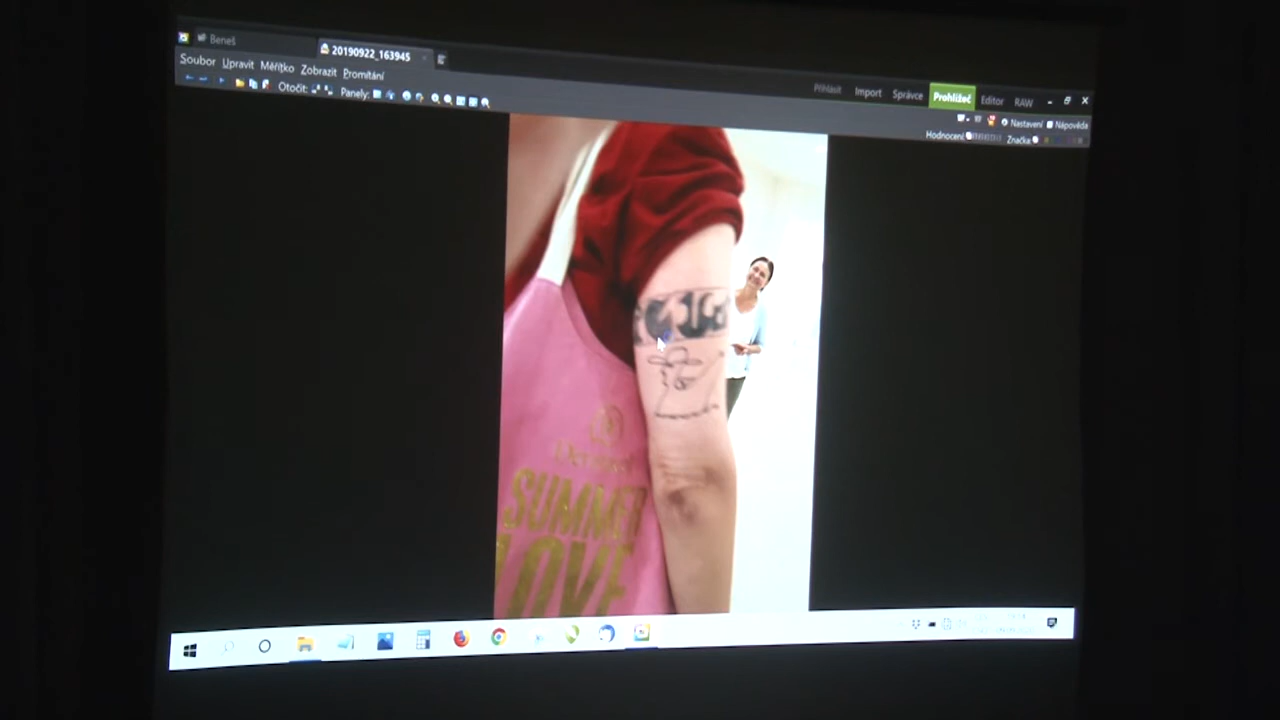 Beneš
20190922_163945
Soubor Upravit Měřítko Zobrazit Promítání
Přihlásit Import Správce Prohlížeč Editor RAW
Otočit: Panely:
Nastavení Nápověda
Hodnocení Značka:
SUMMER
LOVE